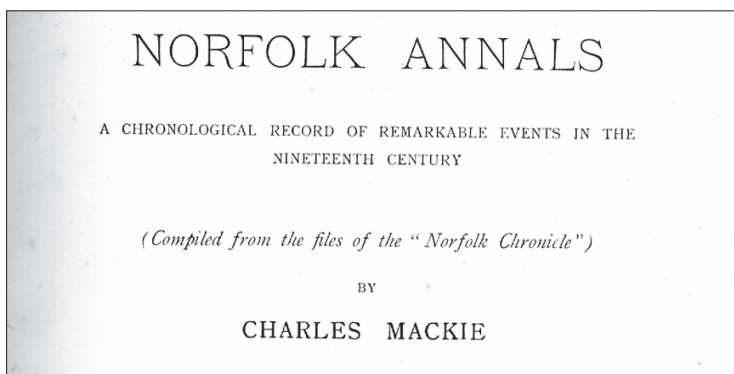 NORFOLK ANNALS
A CHRONOLOGICAL RECORD OF REMARKABLE EVENTS IN THE
NINETEENTH CENTURY
(Compiled from the files of the "Norfolk Chronicle")
BY
CHARLES MACKIE